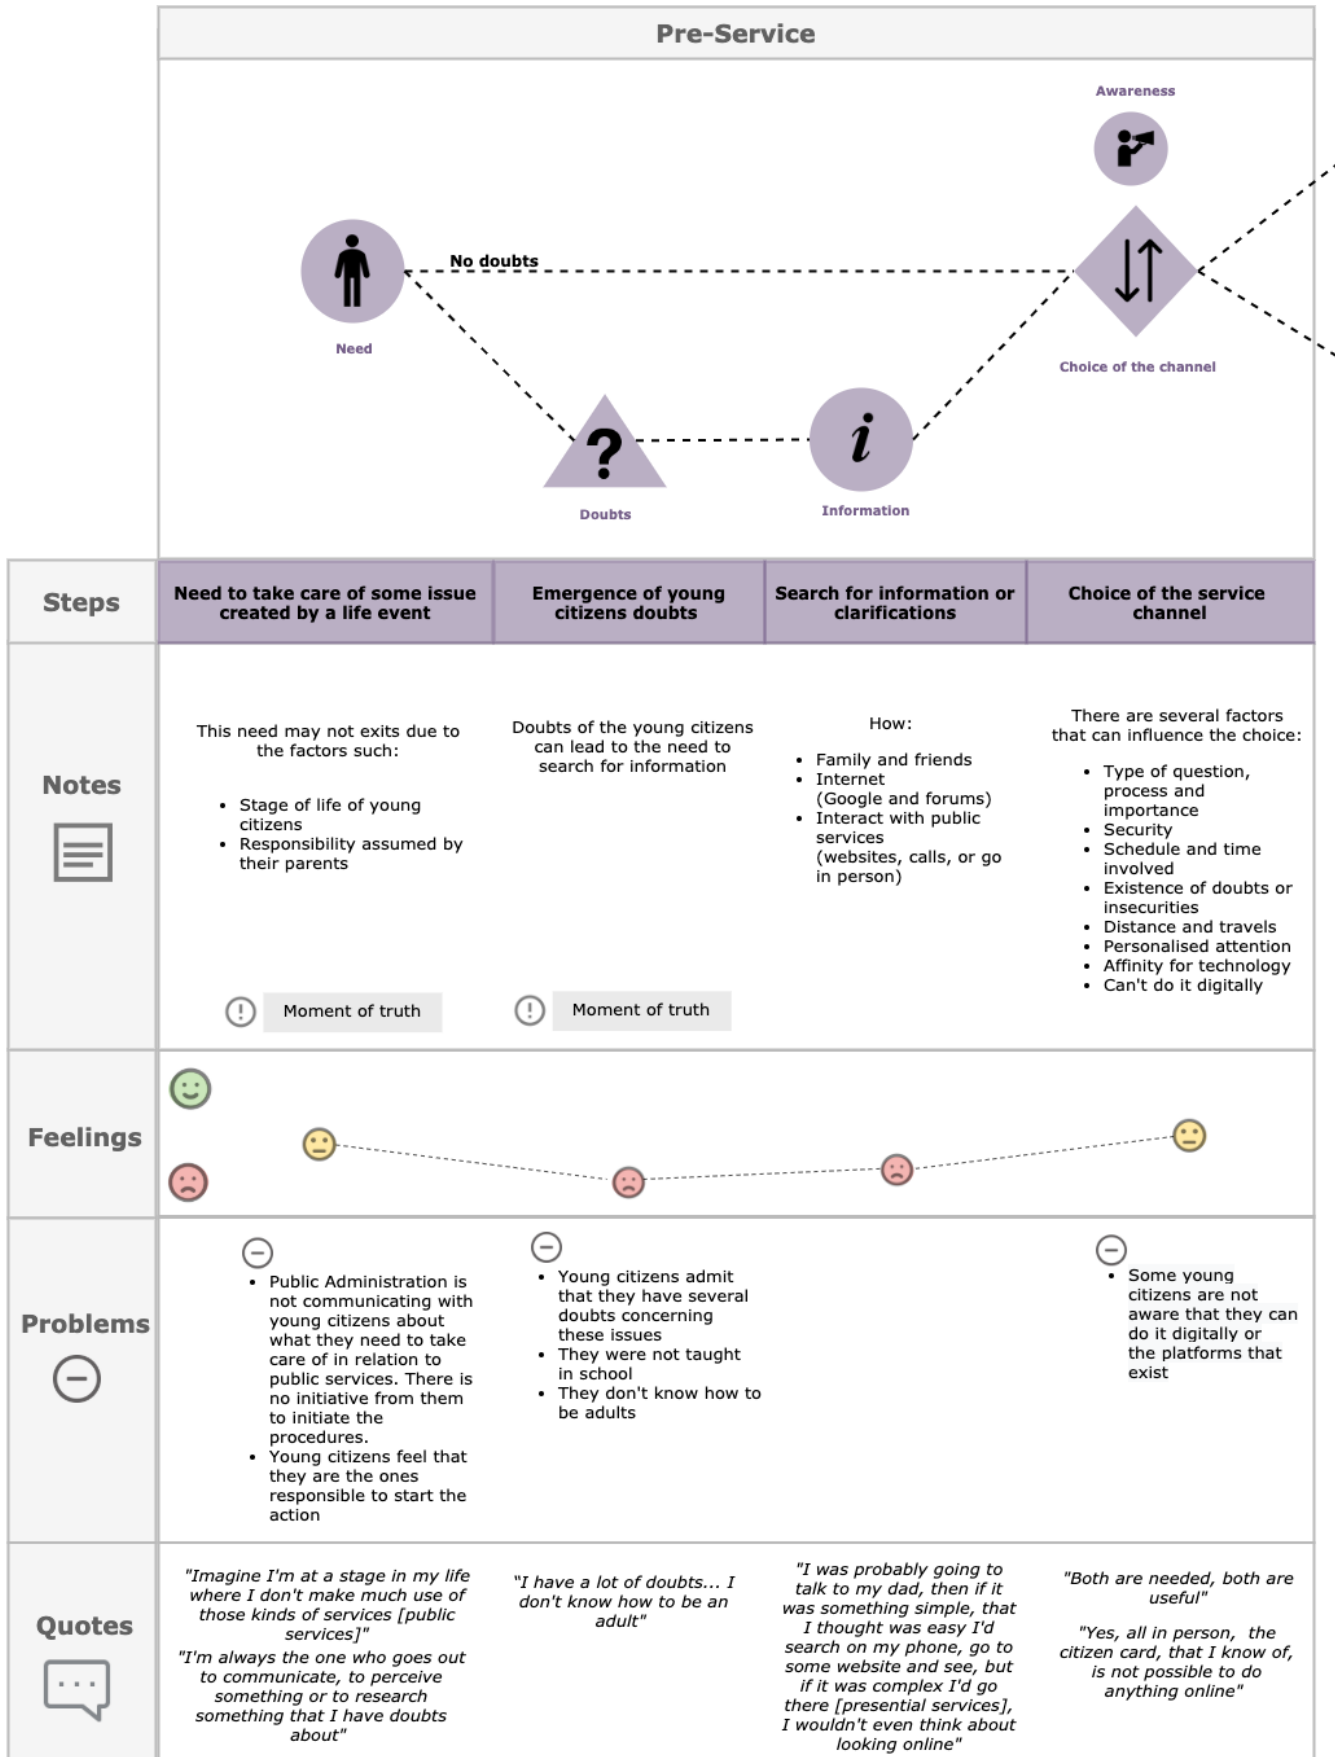 Pre-Service
Awareness
No doubts
Need
Choice of the channel
?
i
Doubts
Information
Steps
Need to take care of some issue
created by a life event
Emergence of young
citizens doubts
Search for information or
clarifications
Choice of the service
channel
Notes
This need may not exits due to
the factors such:
• Stage of life of young
citizens
• Responsibility assumed by
their parents
! Moment of truth
Doubts of the young citizens
can lead to the need to
search for information
! Moment of truth
How:
• Family and friends
• Internet
(Google and forums)
• Interact with public
services
(websites, calls, or go
in person)
There are several factors
that can influence the choice:
• Type of question,
process and
importance
• Security
• Schedule and time
involved
• Existence of doubts or
insecurities
• Distance and travels
• Personalised attention
• Affinity for technology
• Can't do it digitally
Feelings
Problems
• Public Administration is
not communicating with
young citizens about
what they need to take
care of in relation to
public services. There is
no initiative from them
to initiate the
procedures.
• Young citizens feel that
they are the ones
responsible to start the
action
• Young citizens admit
that they have several
doubts concerning
these issues
• They were not taught
in school
• They don't know how to
be adults
• Some young
citizens are not
aware that they can
do it digitally or
the platforms that
exist
Quotes
"Imagine I'm at a stage in my life
where I don't make much use of
those kinds of services [public
services]"
"I'm always the one who goes out
to communicate, to perceive
something or to research
something that I have doubts
about"
"I have a lot of doubts... I
don't know how to be an
adult"
"I was probably going to
talk to my dad, then if it
was something simple, that
I thought was easy I'd
search on my phone, go to
some website and see, but
if it was complex I'd go
there [presential services],
I wouldn't even think about
looking online"
"Both are needed, both are
useful"
"Yes, all in person, the
citizen card, that I know of,
is not possible to do
anything online"